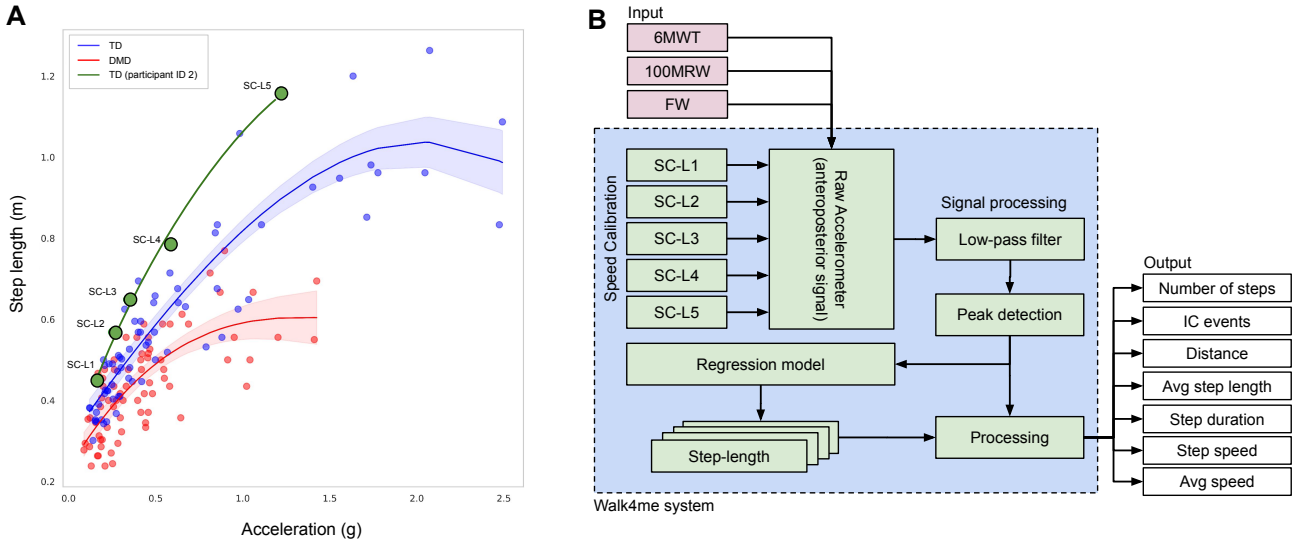 A
TD
DMD
TD (participant ID 2)
Step length (m)
1.2
1.0
0.8
0.6
0.4
0.2
SC-L5
SC-L4
SC-L3
SC-L2
SC-L1
0.0 0.5 1.0 1.5 2.0 2.5
Acceleration (g)
B
Input
6MWT
100MRW
FW
Speed Calibration
SC-L1
SC-L2
SC-L3
SC-L4
SC-L5
Raw Accelerometer
(anteroposterior signal)
Signal processing
Low-pass filter
Peak detection
Regression model
Step-length
Processing
Walk4me system
Output
Number of steps
IC events
Distance
Avg step length
Step duration
Step speed
Avg speed